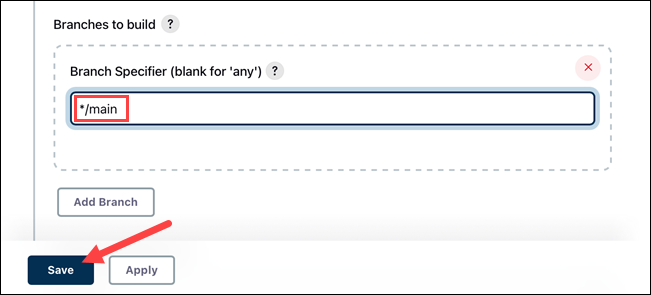 Branches to build ?
Branch Specifier (blank for 'any') ?
*/main
Add Branch
Save Apply